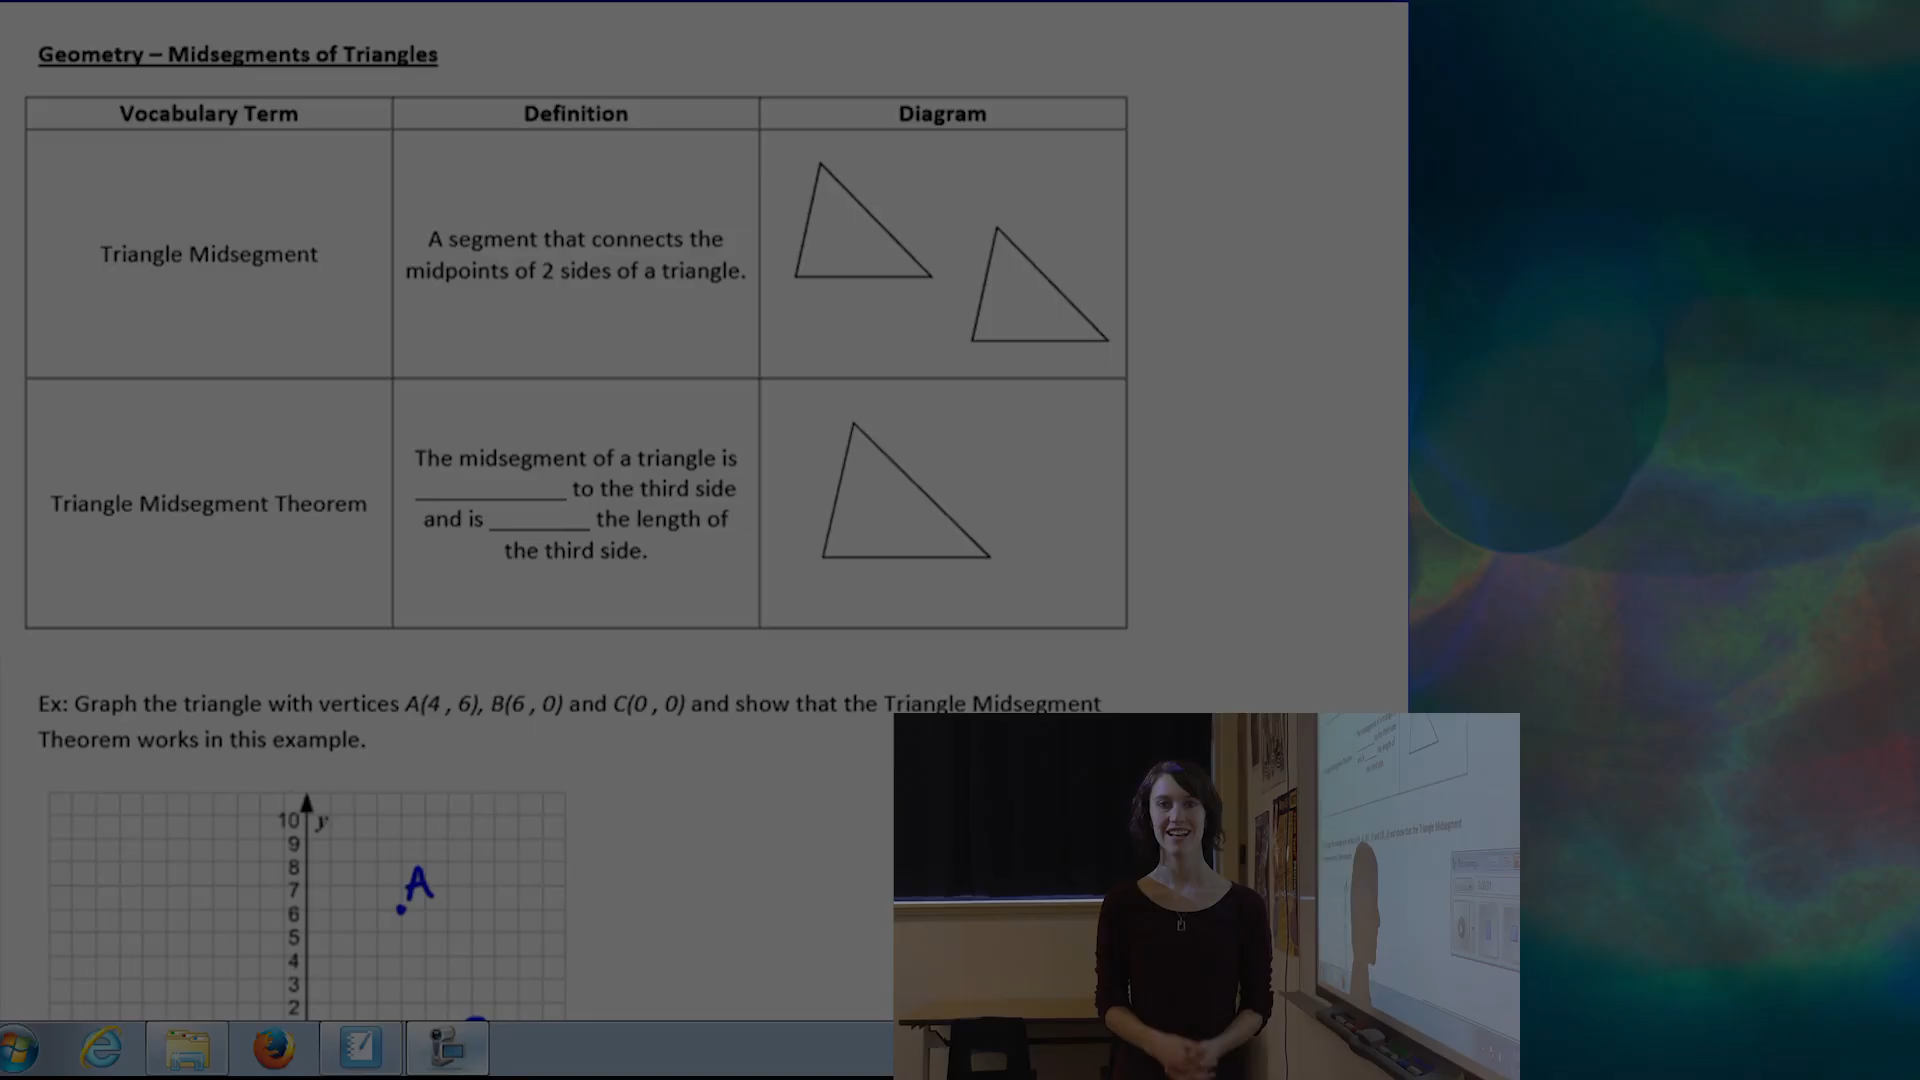 Geometry – Midsegments of Triangles
Vocabulary Term
Definition
Diagram
Triangle Midsegment
A segment that connects the
midpoints of 2 sides of a triangle.
Triangle Midsegment Theorem
The midsegment of a triangle is
____________ to the third side
and is ________ the length of
the third side.
Ex: Graph the triangle with vertices A(4 , 6), B(6 , 0) and C(0 , 0) and show that the Triangle Midsegment
Theorem works in this example.
10
y
9
8
7
A
6
5
4
3
2